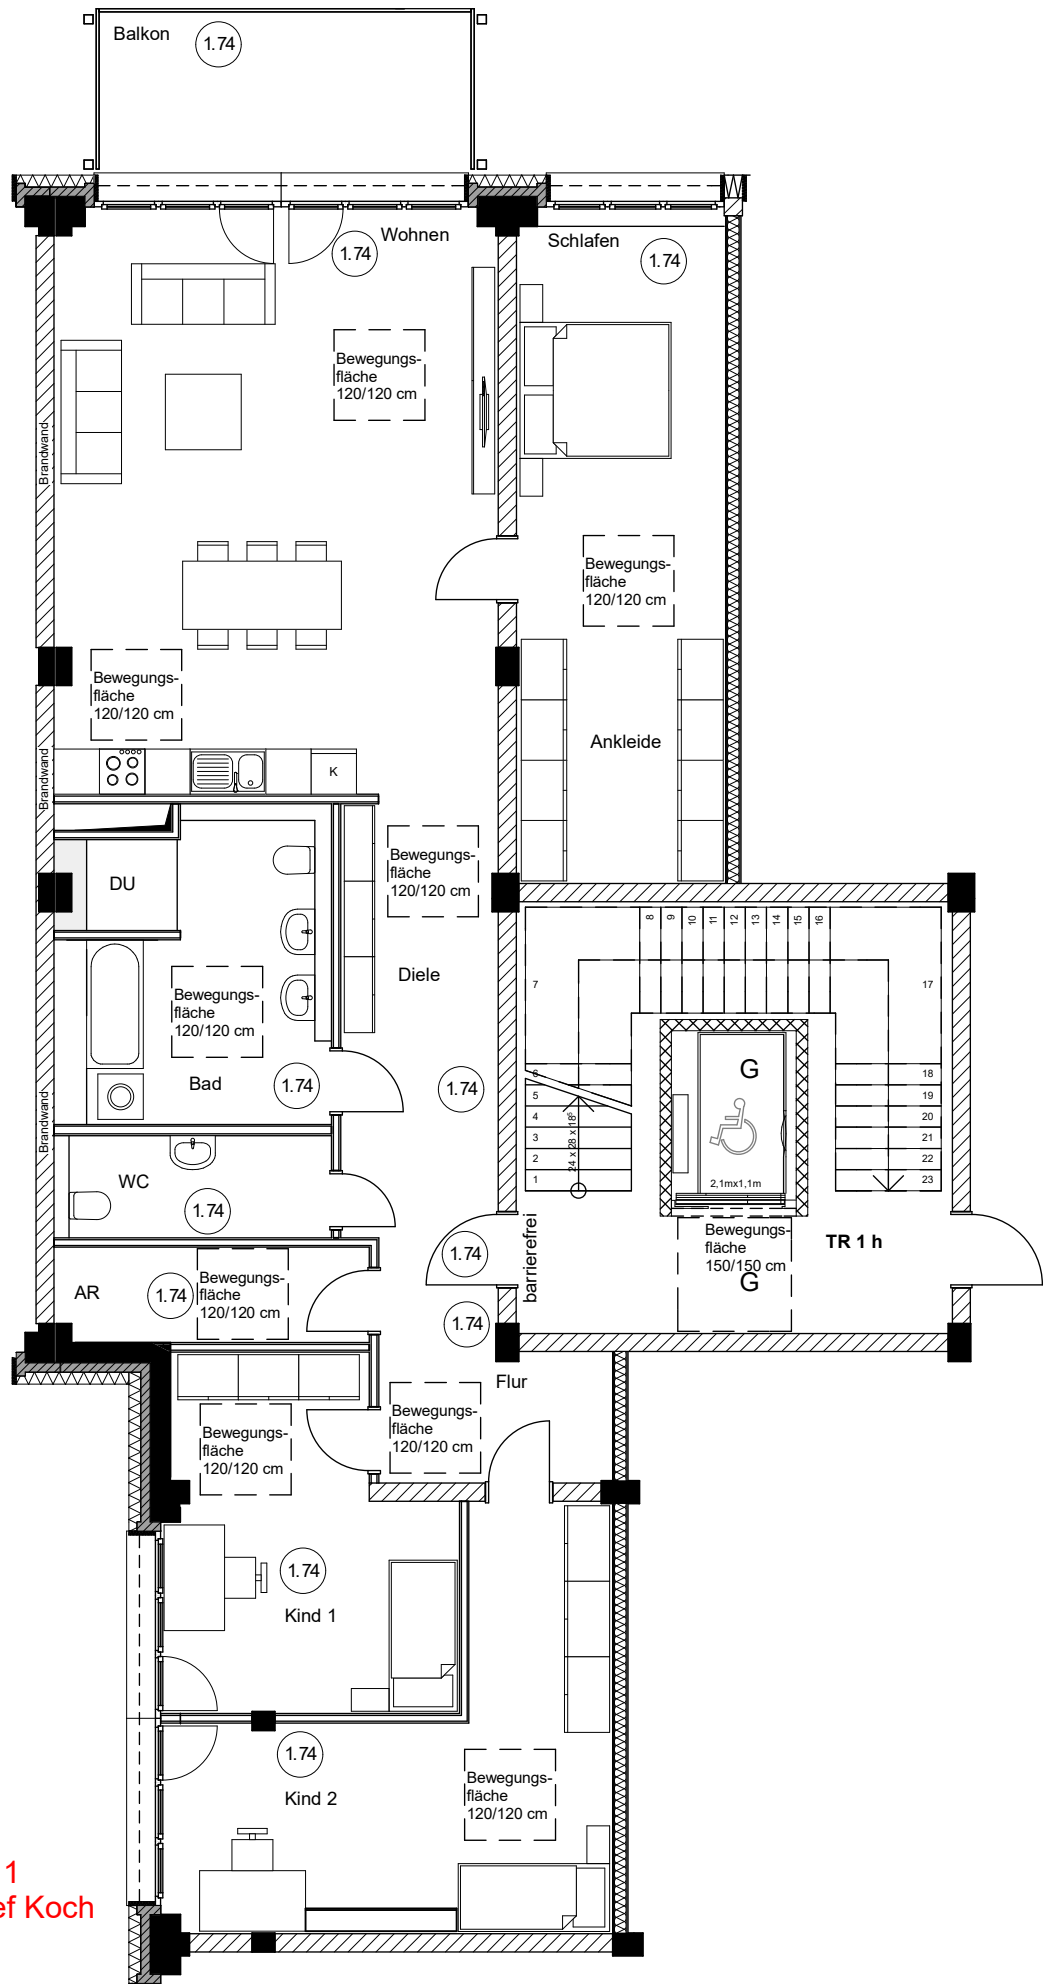 Balkon
1.74
Wohnen
1.74
Schlafen
1.74
Bewegungs-
fläche
120/120 cm
Brandwand
Bewegungs-
fläche
120/120 cm
Bewegungs-
fläche
120/120 cm
Ankleide
Brandwand
K
DU
Bewegungs-
fläche
120/120 cm
Diele
Bewegungs-
fläche
120/120 cm
Bad
1.74
1.74
Brandwand
WC
1.74
AR
1.74
Bewegungs-
fläche
120/120 cm
1.74
barrierefrei
1.74
8
9
10
11
12
13
14
15
16
7
17
6
5
4
3
2
1
24 x 28 x 18⁵
18
19
20
21
22
23
G
2,1mx1,1m
Bewegungs-
fläche
150/150 cm
G
TR 1 h
Flur
Bewegungs-
fläche
120/120 cm
Bewegungs-
fläche
120/120 cm
1.74
Kind 1
1.74
Kind 2
Bewegungs-
fläche
120/120 cm
1
ef Koch